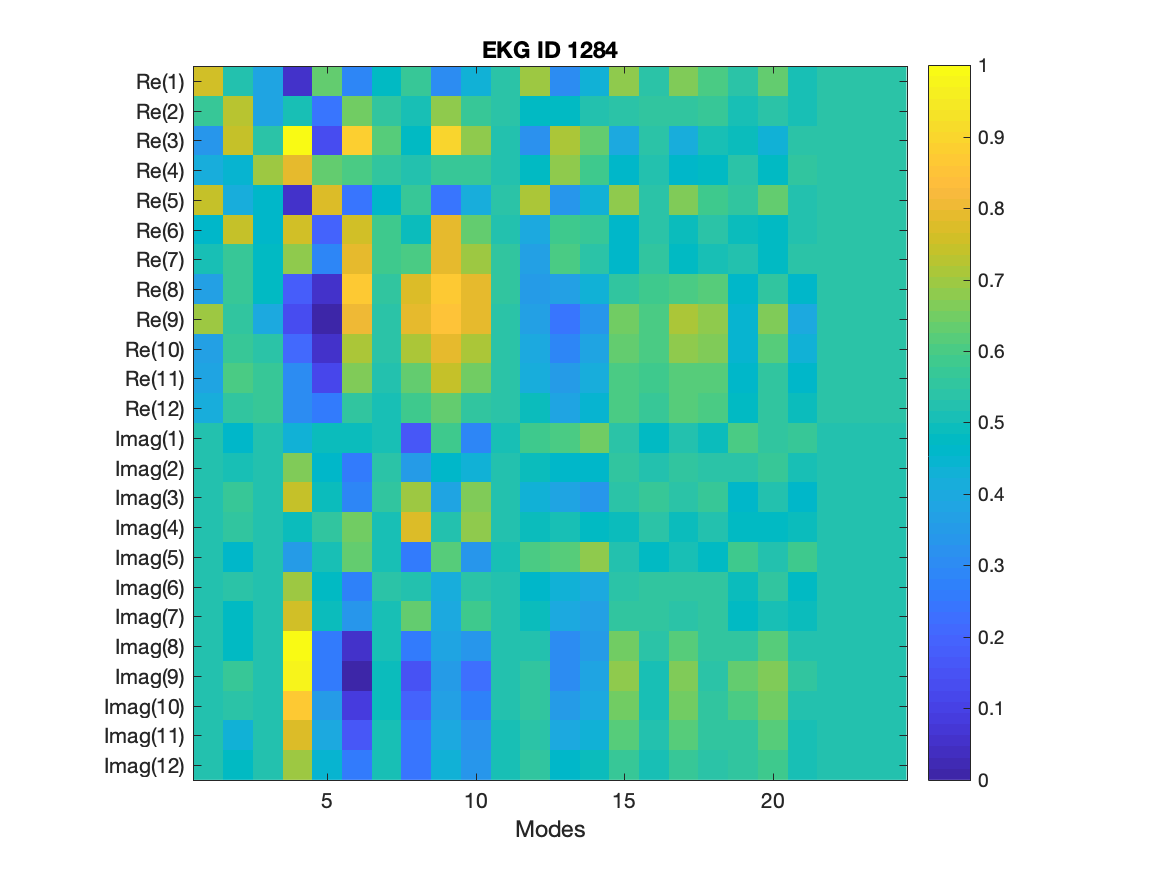 EKG ID 1284
Re(1)
Re(2)
Re(3)
Re(4)
Re(5)
Re(6)
Re(7)
Re(8)
Re(9)
Re(10)
Re(11)
Re(12)
Imag(1)
Imag(2)
Imag(3)
Imag(4)
Imag(5)
Imag(6)
Imag(7)
Imag(8)
Imag(9)
Imag(10)
Imag(11)
Imag(12)
5 10 15 20
Modes
1
0.9
0.8
0.7
0.6
0.5
0.4
0.3
0.2
0.1
0